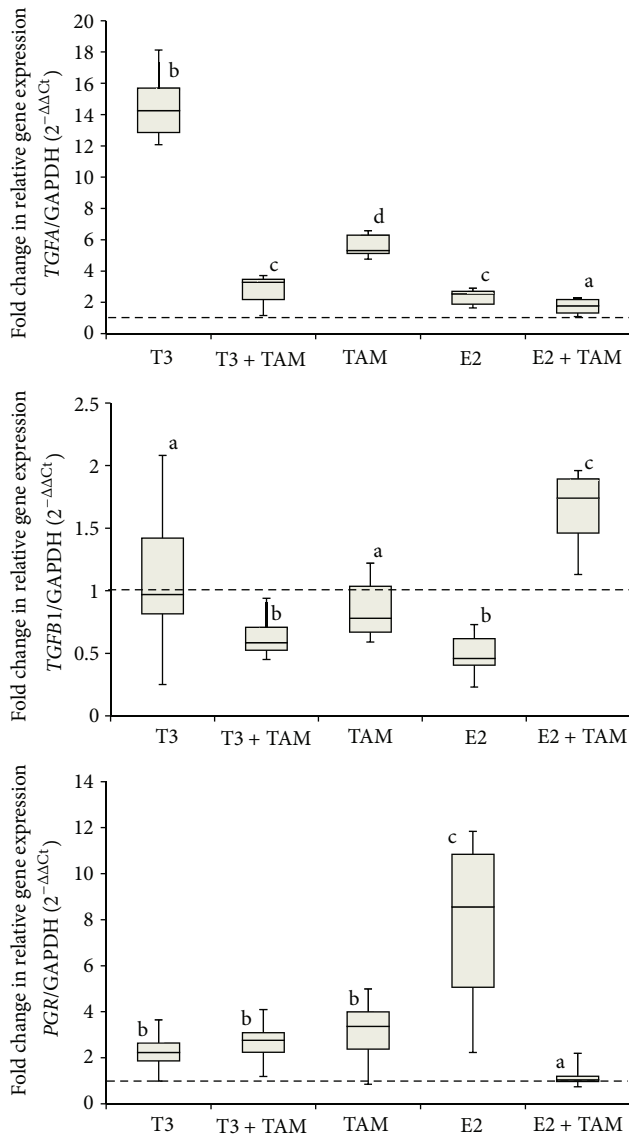 Fold change in relative gene expression
TGFA/GAPDH (2^−ΔΔCt)
20
18
16
14
12
10
8
6
4
2
0
b
c
d
c
a
T3
T3 + TAM
TAM
E2
E2 + TAM
Fold change in relative gene expression
TGFB1/GAPDH (2^−ΔΔCt)
2.5
2
1.5
1
0.5
0
a
b
a
b
c
T3
T3 + TAM
TAM
E2
E2 + TAM
Fold change in relative gene expression
PGR/GAPDH (2^−ΔΔCt)
14
12
10
8
6
4
2
0
b
b
b
c
a
T3
T3 + TAM
TAM
E2
E2 + TAM